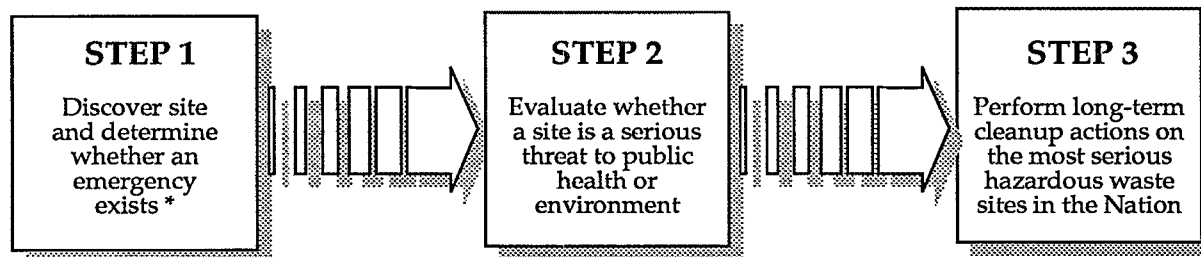 STEP 1
Discover site
and determine
whether an
emergency
exists *
STEP 2
Evaluate whether
a site is a serious
threat to public
health or
environment
STEP 3
Perform long-term
cleanup actions on
the most serious
hazardous waste
sites in the Nation